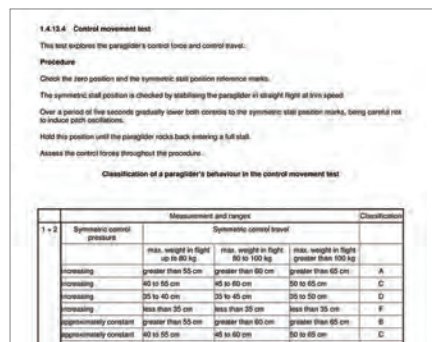 1.4.13.4 Control movement test
This test explores the paraglider's control force and control travel.
Procedure
Check the zero position and the symmetric stall position reference marks.
The symmetric stall position is checked by stabilising the paraglider in straight flight at trim speed.
Over a period of five seconds gradually lower both controls to the symmetric stall position marks, being careful not
to induce pitch oscillations.
Hold this position until the paraglider rocks back entering a full stall.
Assess the control forces throughout the procedure.
Classification of a paraglider's behaviour in the control movement test
Measurement and ranges Classification
1 + 2 Symmetric control pressure Symmetric control travel
max. weight in flight up to 80 kg max. weight in flight 80 to 100 kg max. weight in flight greater than 100 kg
increasing greater than 55 cm greater than 60 cm greater than 65 cm A
increasing 40 to 55 cm 45 to 60 cm 50 to 65 cm C
increasing 35 to 40 cm 35 to 45 cm 35 to 50 cm D
increasing less than 35 cm less than 35 cm less than 35 cm F
approximately constant greater than 55 cm greater than 60 cm greater than 65 cm B
approximately constant 40 to 55 cm 45 to 60 cm 50 to 65 cm C